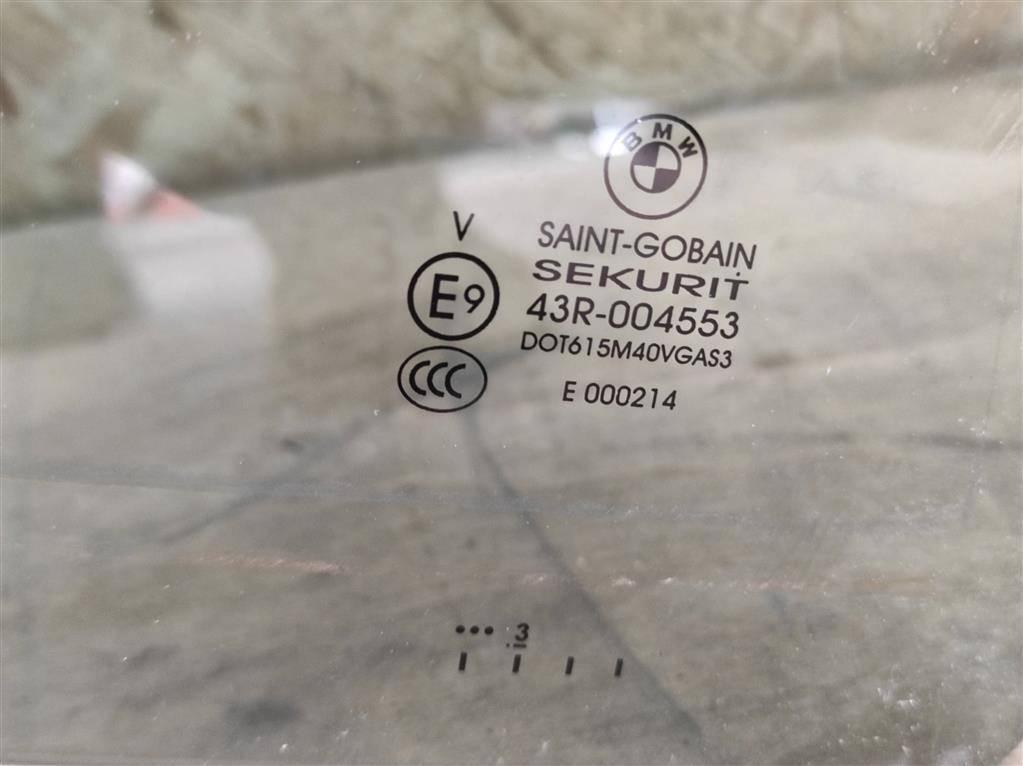 BMW
V
SAINT-GOBAIN
SEKURIT
E9
43R-004553
DOT615M40VGAS3
CCC
E 000214
••• .3